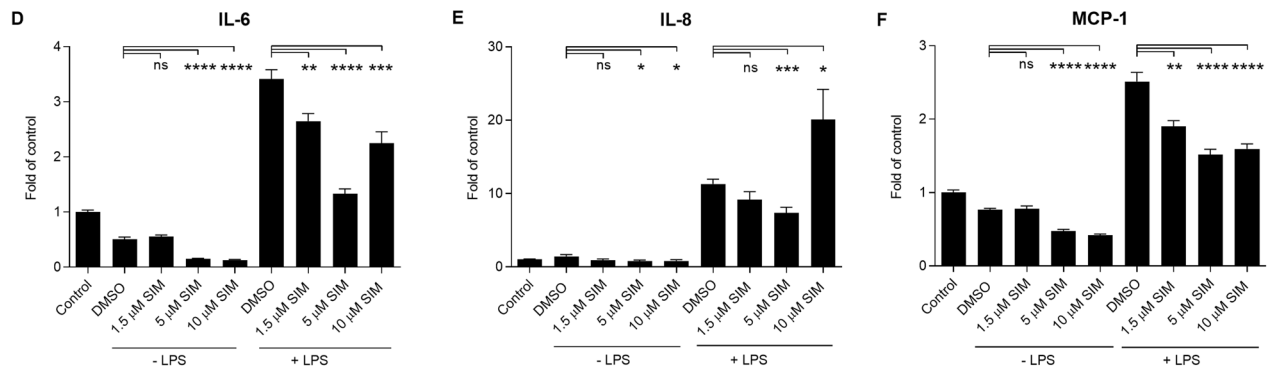 D IL-6
Fold of control
4
3
2
1
0
ns **** **** ** **** ***
Control DMSO 1.5 μM SIM 5 μM SIM 10 μM SIM DMSO 1.5 μM SIM 5 μM SIM 10 μM SIM
- LPS + LPS
E IL-8
Fold of control
30
20
10
0
ns * * ns *** *
Control DMSO 1.5 μM SIM 5 μM SIM 10 μM SIM DMSO 1.5 μM SIM 5 μM SIM 10 μM SIM
- LPS + LPS
F MCP-1
Fold of control
3
2
1
0
ns **** **** ** **** ****
Control DMSO 1.5 μM SIM 5 μM SIM 10 μM SIM DMSO 1.5 μM SIM 5 μM SIM 10 μM SIM
- LPS + LPS